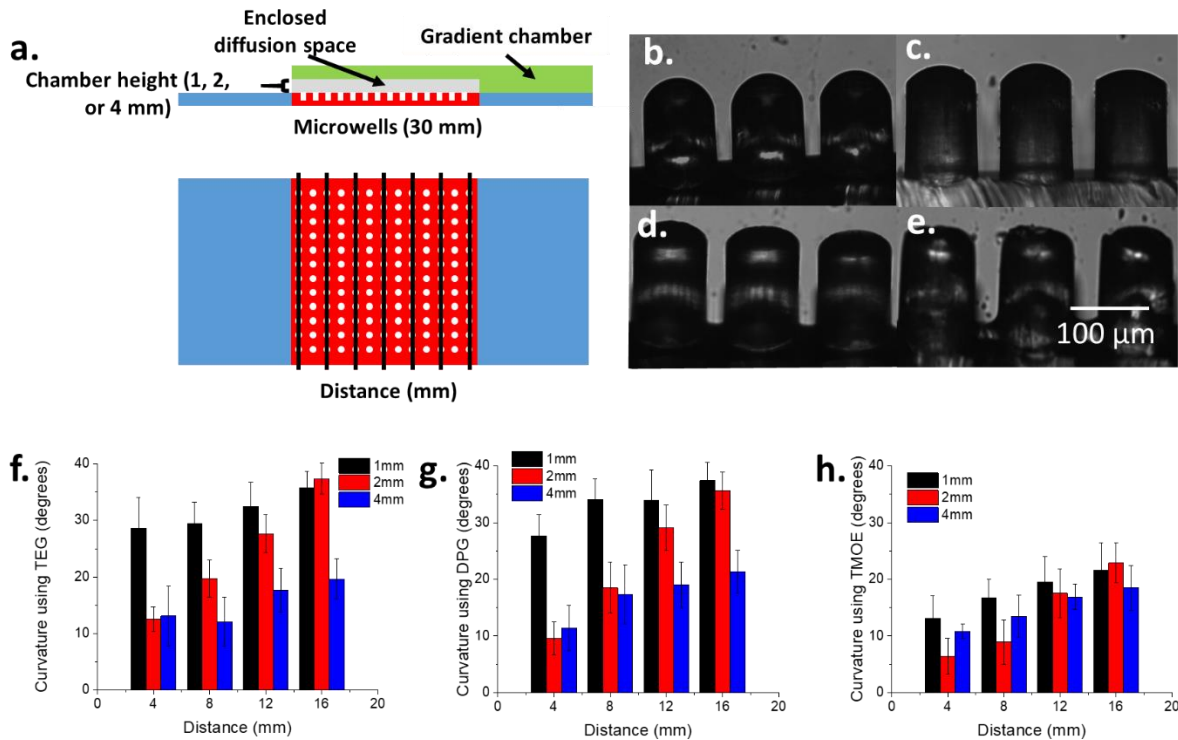 a.
Enclosed
diffusion space
Gradient chamber
Chamber height (1, 2,
or 4 mm)
Microwells (30 mm)
Distance (mm)
b.
c.
d.
e.
100 µm
f.
Curvature using TEG (degrees)
40
30
20
10
0
0
4
8
12
16
20
Distance (mm)
1mm
2mm
4mm
g.
Curvature using DPG (degrees)
40
30
20
10
0
0
4
8
12
16
20
Distance (mm)
1mm
2mm
4mm
h.
Curvature using TMOE (degrees)
40
30
20
10
0
0
4
8
12
16
20
Distance (mm)
1mm
2mm
4mm